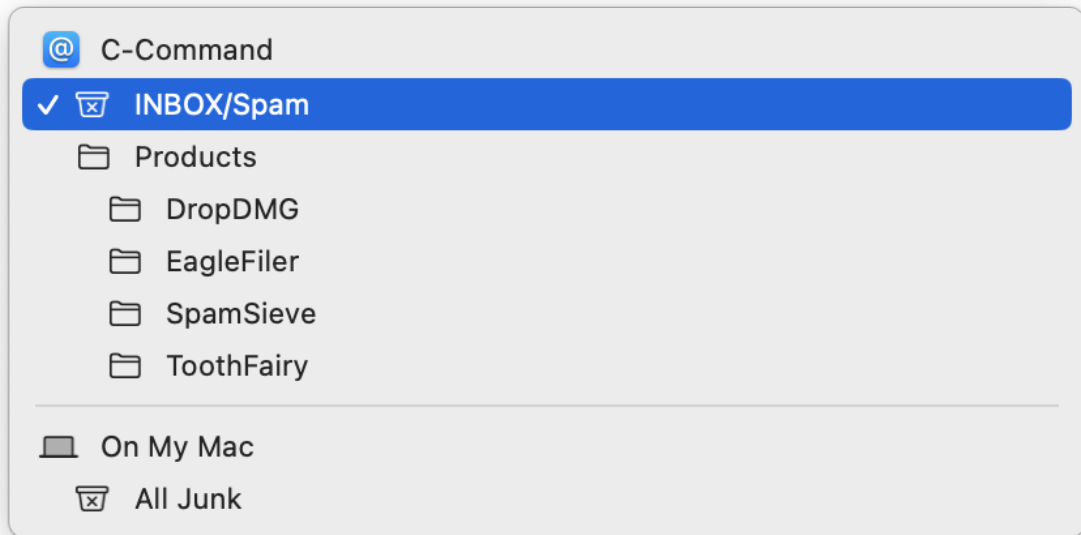 C-Command
INBOX/Spam
Products
DropDMG
EagleFiler
SpamSieve
ToothFairy
On My Mac
All Junk